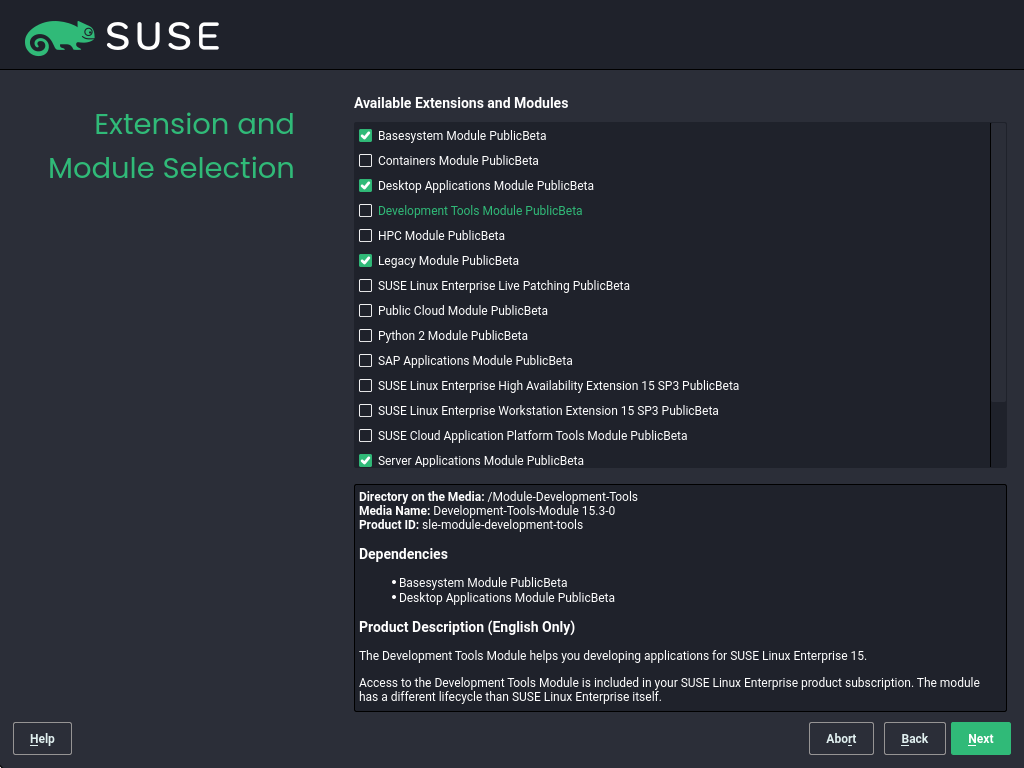 SUSE
Extension and
Module Selection
Available Extensions and Modules
Basesystem Module PublicBeta
Containers Module PublicBeta
Desktop Applications Module PublicBeta
Development Tools Module PublicBeta
HPC Module PublicBeta
Legacy Module PublicBeta
SUSE Linux Enterprise Live Patching PublicBeta
Public Cloud Module PublicBeta
Python 2 Module PublicBeta
SAP Applications Module PublicBeta
SUSE Linux Enterprise High Availability Extension 15 SP3 PublicBeta
SUSE Linux Enterprise Workstation Extension 15 SP3 PublicBeta
SUSE Cloud Application Platform Tools Module PublicBeta
Server Applications Module PublicBeta
Directory on the Media: /Module-Development-Tools
Media Name: Development-Tools-Module 15.3-0
Product ID: sle-module-development-tools
Dependencies
• Basesystem Module PublicBeta
• Desktop Applications Module PublicBeta
Product Description (English Only)
The Development Tools Module helps you developing applications for SUSE Linux Enterprise 15.
Access to the Development Tools Module is included in your SUSE Linux Enterprise product subscription. The module
has a different lifecycle than SUSE Linux Enterprise itself.
Help
Abort
Back
Next